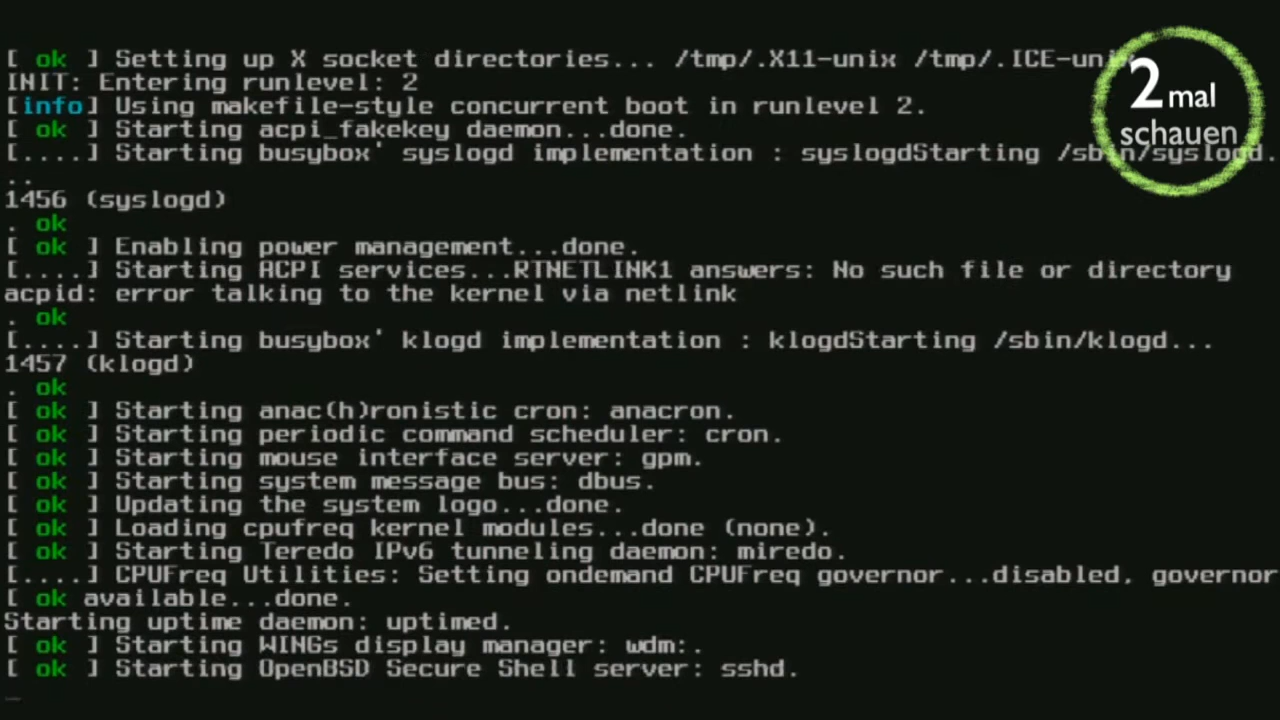 [ ok ] Setting up X socket directories... /tmp/.X11-unix /tmp/.ICE-unix
INIT: Entering runlevel: 2
[info] Using makefile-style concurrent boot in runlevel 2.
[ ok ] Starting acpi_fakekey daemon...done.
[....] Starting busybox' syslogd implementation : syslogdStarting /sbin/syslogd.
..
1456 (syslogd)
. ok
[ ok ] Enabling power management...done.
[....] Starting ACPI services...RTNETLINK1 answers: No such file or directory
acpid: error talking to the kernel via netlink
. ok
[....] Starting busybox' klogd implementation : klogdStarting /sbin/klogd...
1457 (klogd)
. ok
[ ok ] Starting anac(h)ronistic cron: anacron.
[ ok ] Starting periodic command scheduler: cron.
[ ok ] Starting mouse interface server: gpm.
[ ok ] Starting system message bus: dbus.
[ ok ] Updating the system logo...done.
[ ok ] Loading cpufreq kernel modules...done (none).
[ ok ] Starting Teredo IPv6 tunneling daemon: miredo.
[....] CPUFreq Utilities: Setting ondemand CPUFreq governor...disabled, governor
[ ok available...done.
Starting uptime daemon: uptimed.
[ ok ] Starting WINGs display manager: wdm:.
[ ok ] Starting OpenBSD Secure Shell server: sshd.
2 mal
schauen